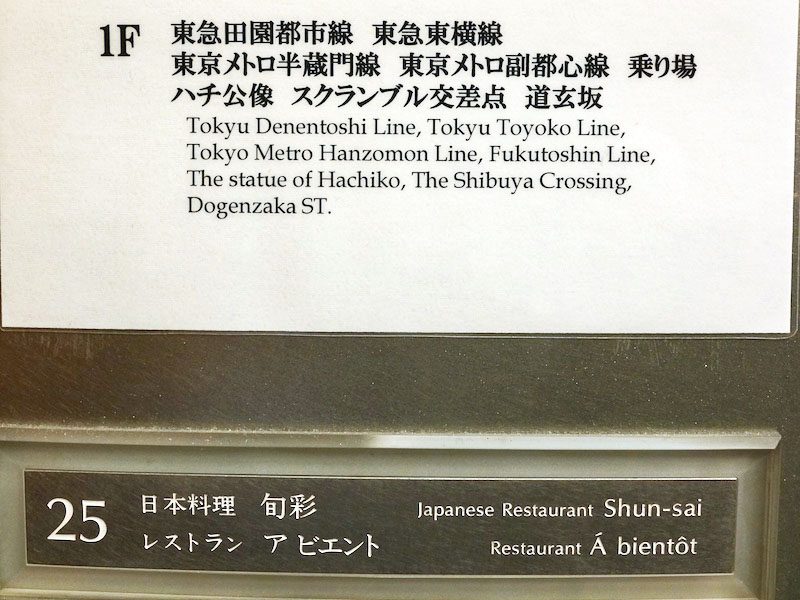 1F 東急田園都市線 東急東横線
東京メトロ半蔵門線 東京メトロ副都心線 乗り場
ハチ公像 スクランブル交差点 道玄坂
Tokyu Denentoshi Line, Tokyu Toyoko Line,
Tokyo Metro Hanzomon Line, Fukutoshin Line,
The statue of Hachiko, The Shibuya Crossing,
Dogenzaka ST.
25 日本料理 旬彩 Japanese Restaurant Shun-sai
レストラン ア ビエント Restaurant Á bientôt